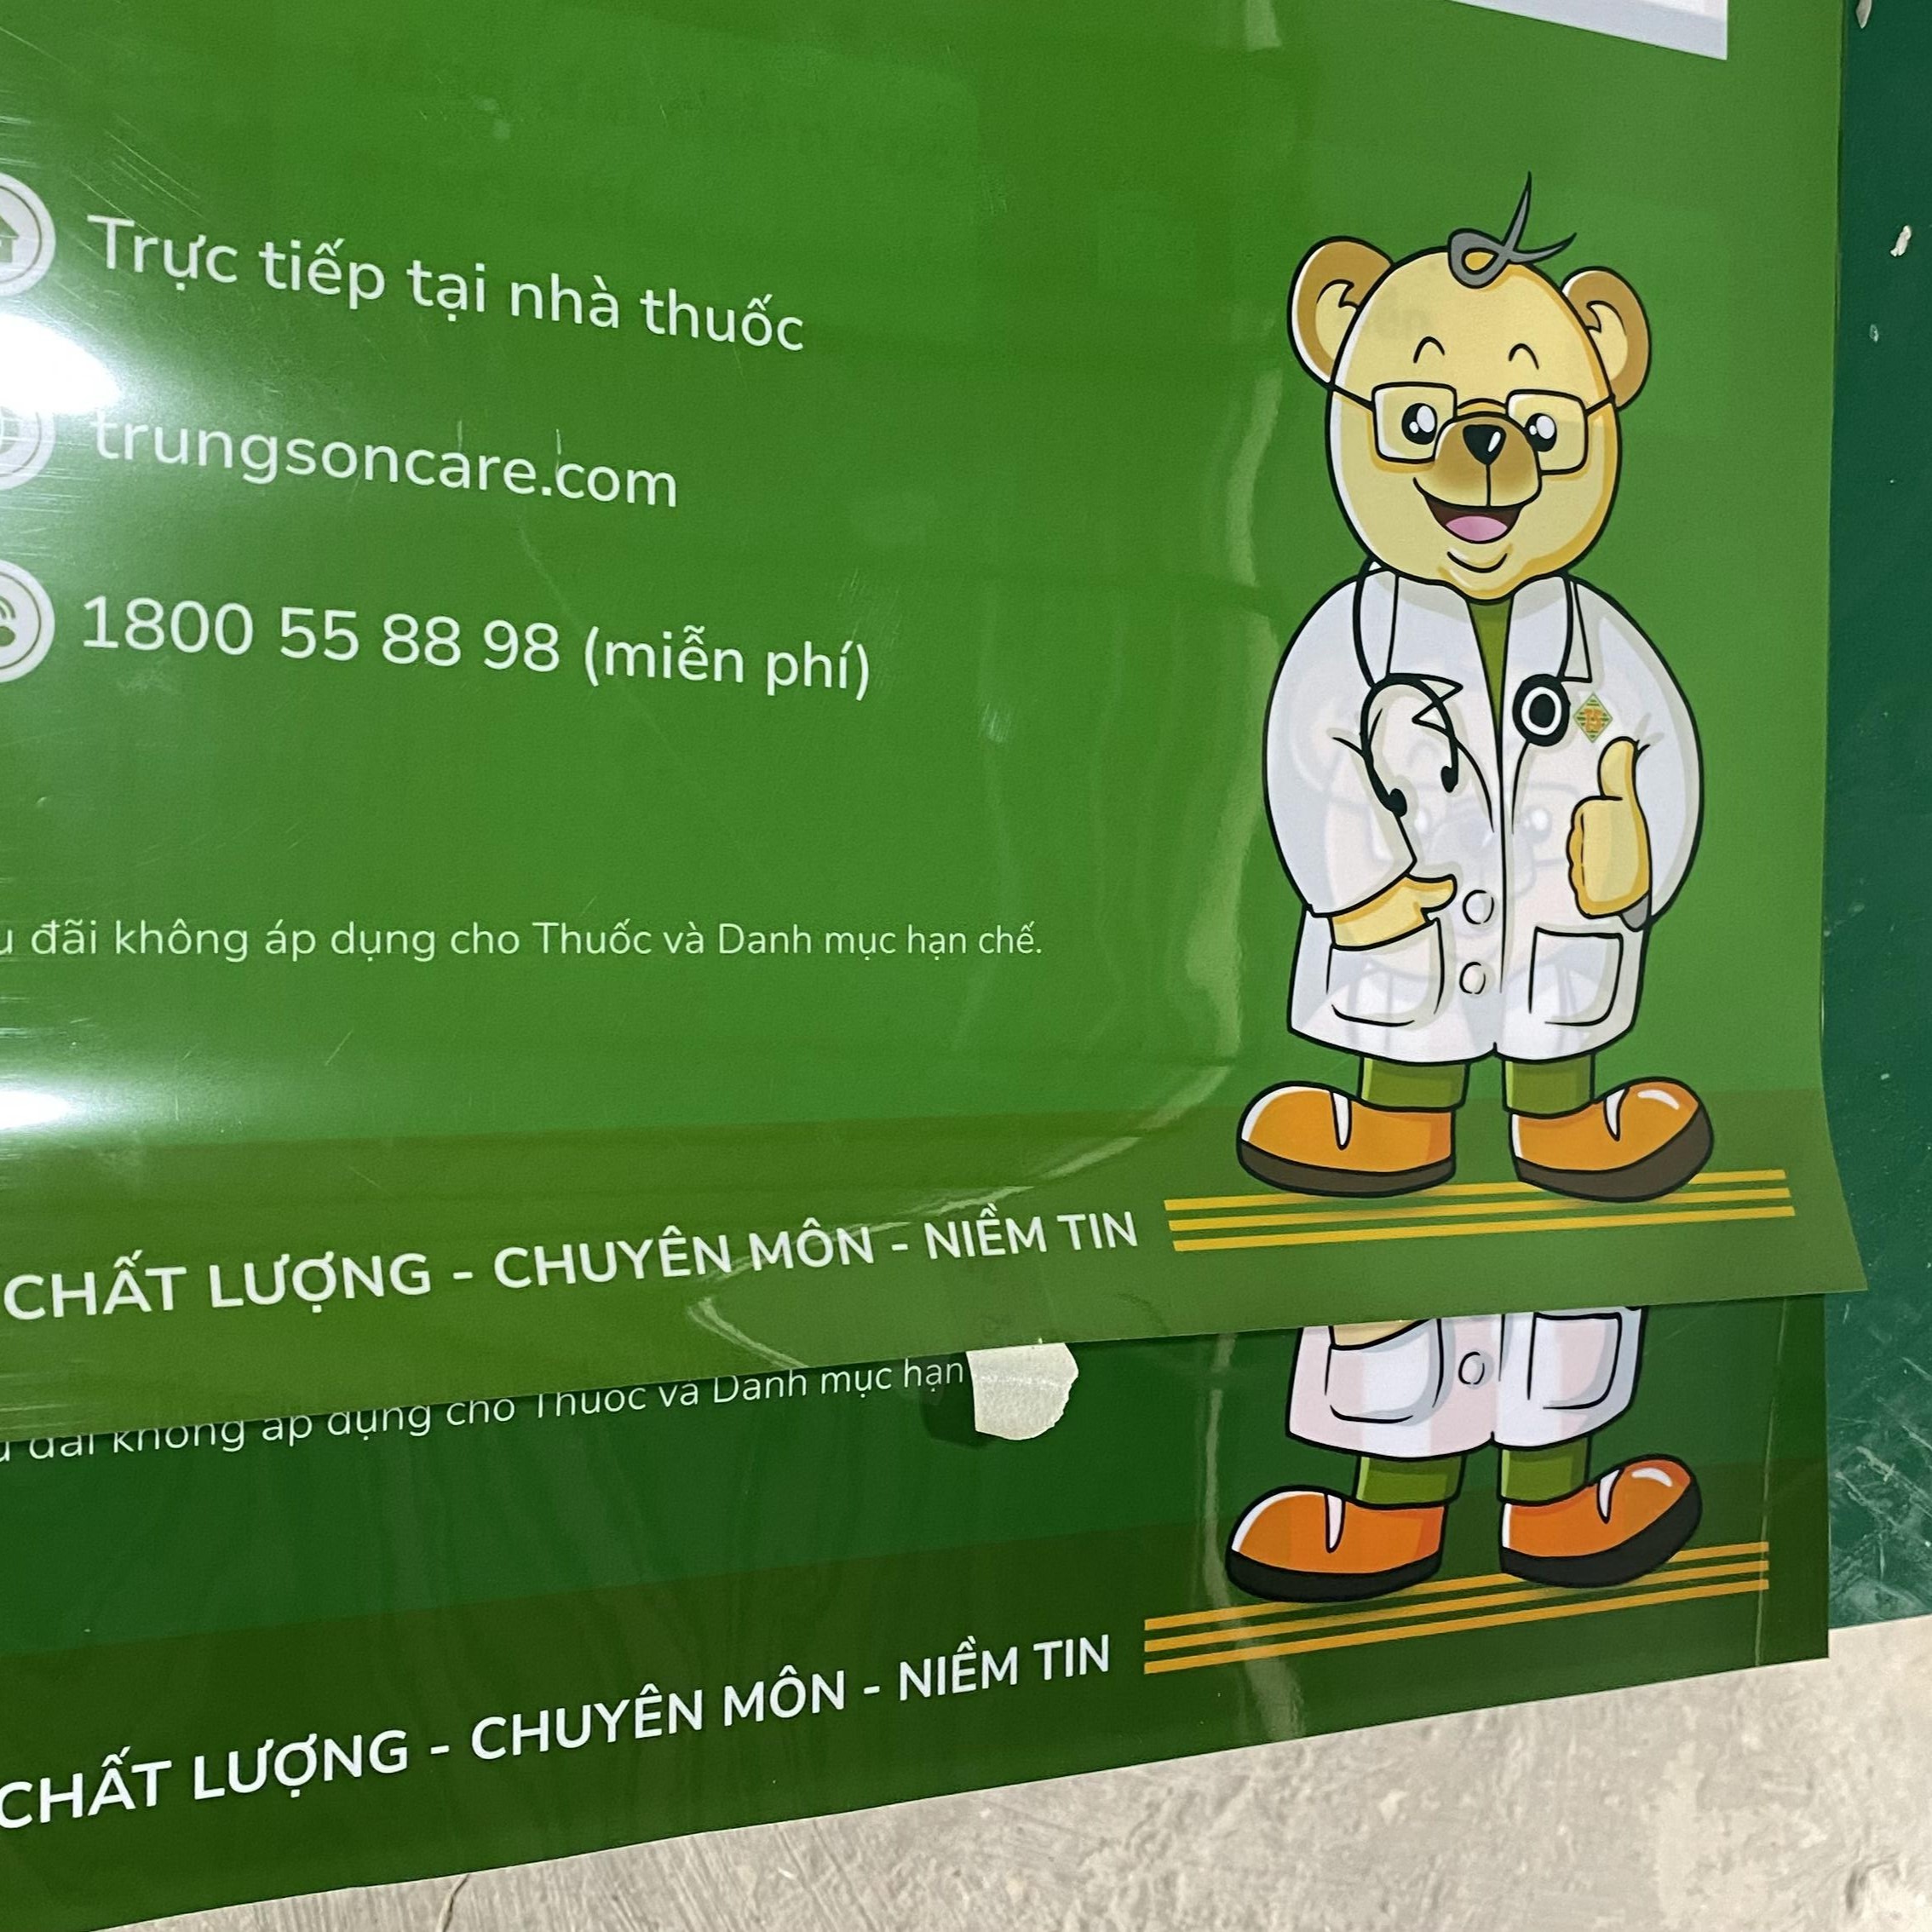 Trực tiếp tại nhà thuốc
trungsoncare.com
1800 55 88 98 (miễn phí)
đãi không áp dụng cho Thuốc và Danh mục hạn chế.
CHẤT LƯỢNG - CHUYÊN MÔN - NIỀM TIN
đãi không áp dụng cho Thuốc và Danh mục hạn
CHẤT LƯỢNG - CHUYÊN MÔN - NIỀM TIN